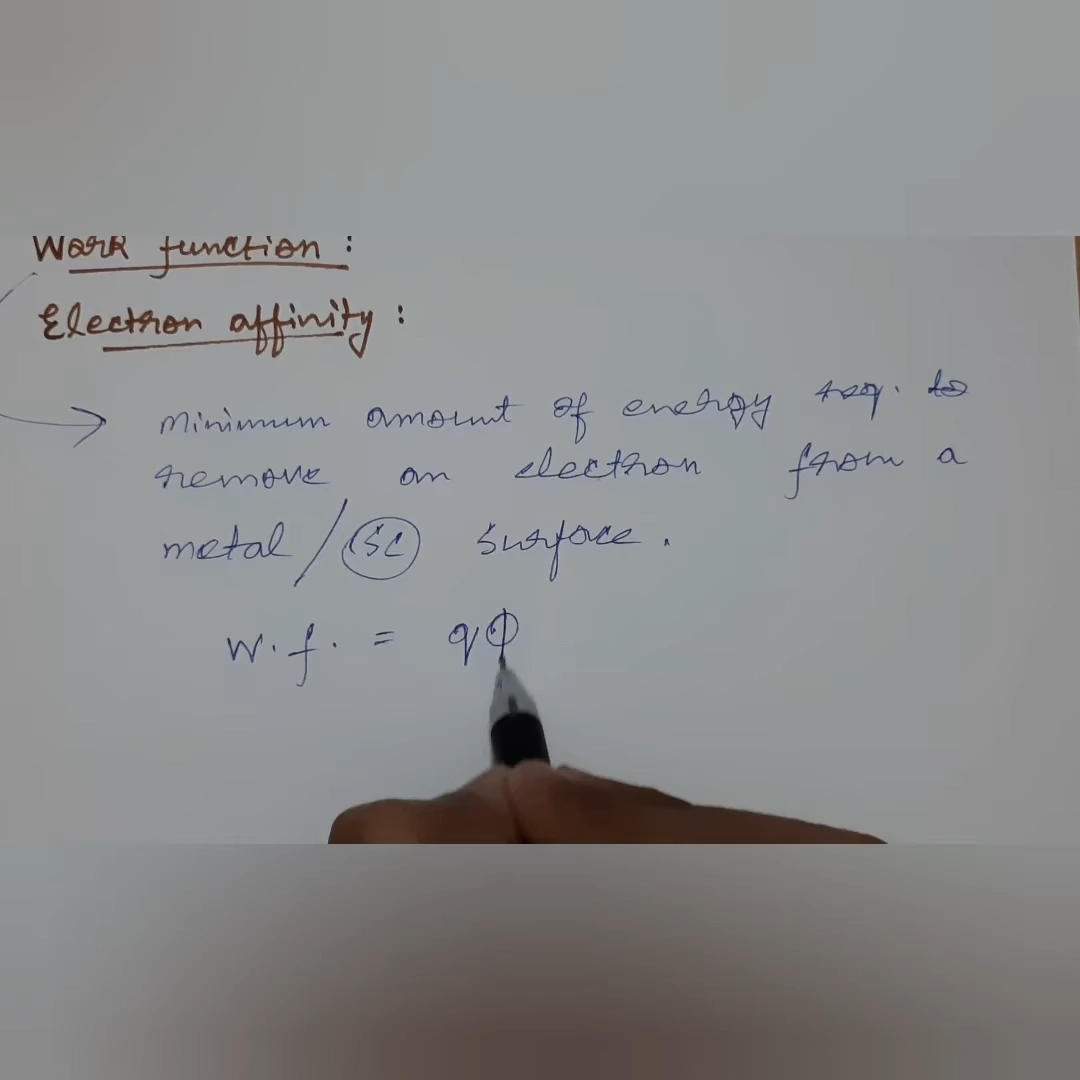 Work function :
Electron affinity :
minimum amount of energy req. to
remove an electron from a
metal / SC surface.
W.f. = qΦ